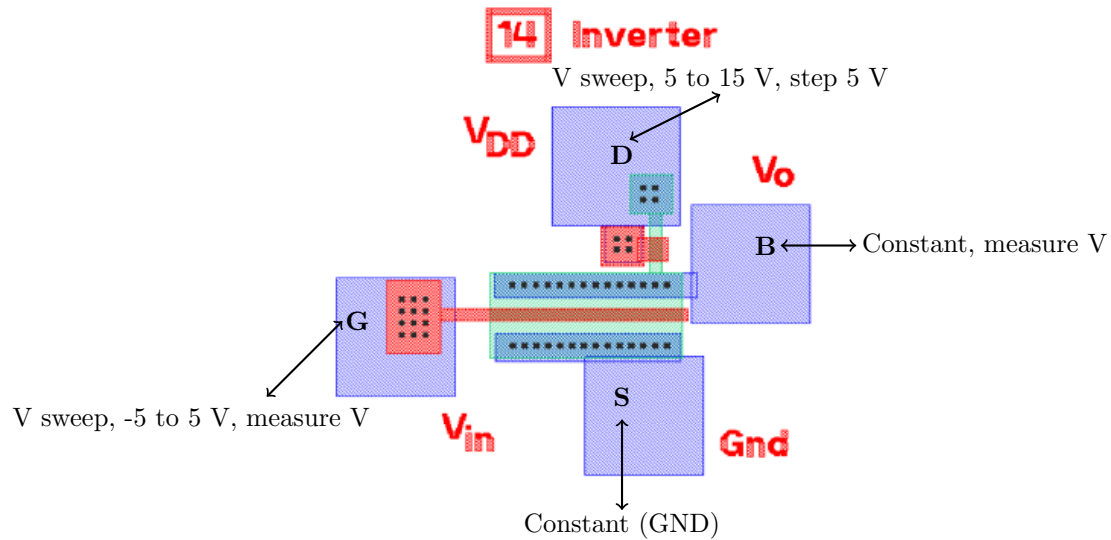 14 Inverter
V sweep, 5 to 15 V, step 5 V
VDD
D
Vo
B
Constant, measure V
G
V sweep, -5 to 5 V, measure V
S
Vin
Gnd
Constant (GND)